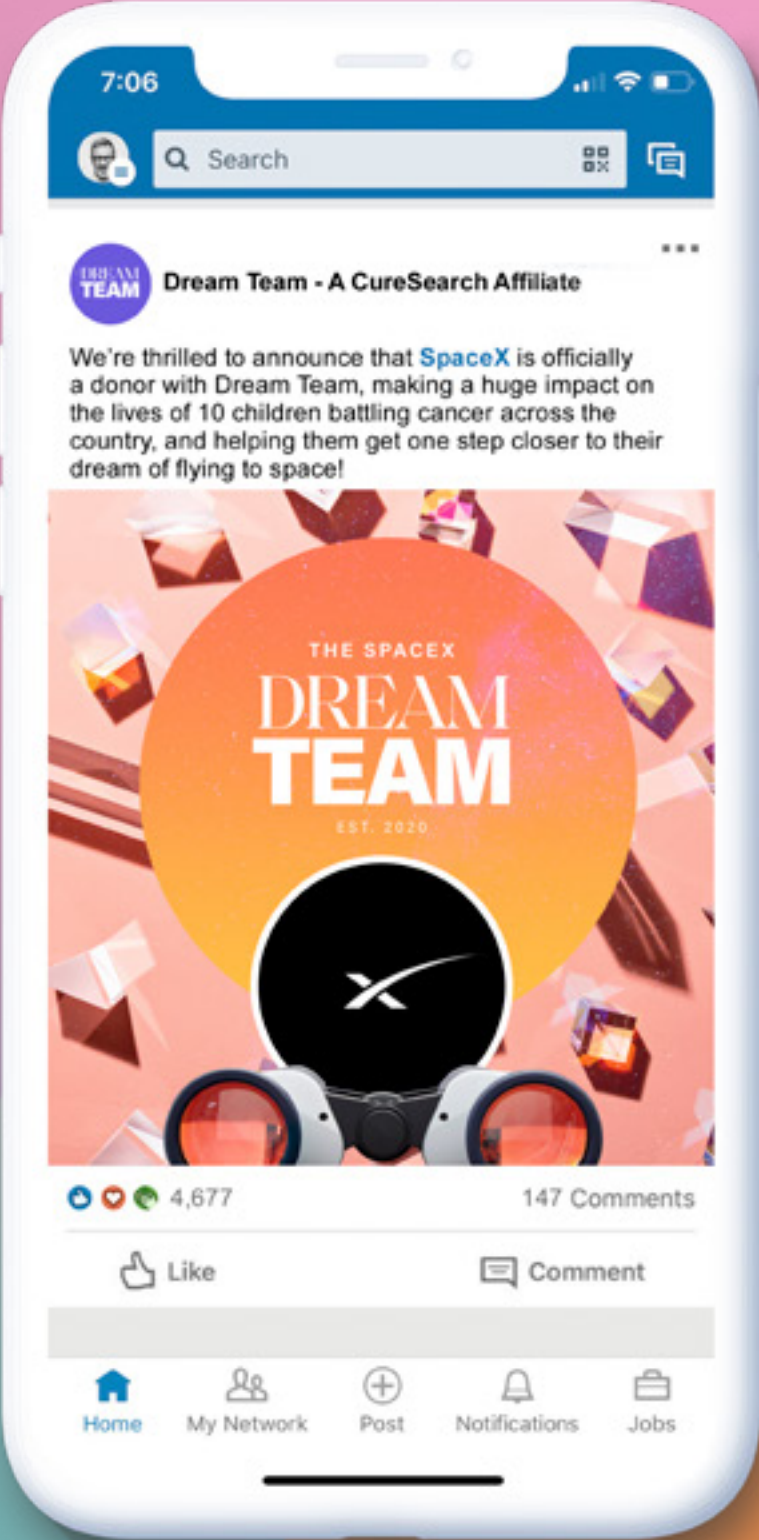 7:06
Search
DREAM
TEAM
Dream Team - A CureSearch Affiliate
We're thrilled to announce that SpaceX is officially
a donor with Dream Team, making a huge impact on
the lives of 10 children battling cancer across the
country, and helping them get one step closer to their
dream of flying to space!
THE SPACEX
DREAM
TEAM
EST. 2020
4,677
147 Comments
Like
Comment
Home
My Network
Post
Notifications
Jobs